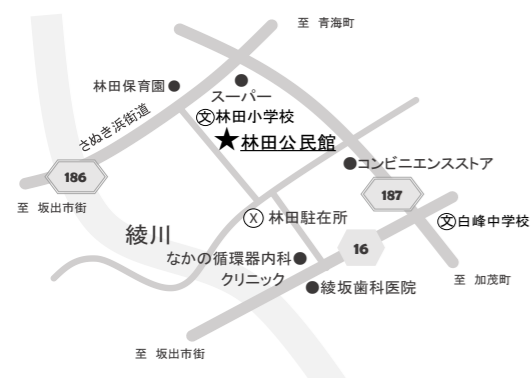 至 青海町
林田保育園
スーパー
さぬき浜街道
文林田小学校
★林田公民館
コンビニエンスストア
186
187
至 坂出市街
X 林田駐在所
文白峰中学校
綾川
16
なかの循環器内科
クリニック
至 加茂町
綾坂歯科医院
至 坂出市街